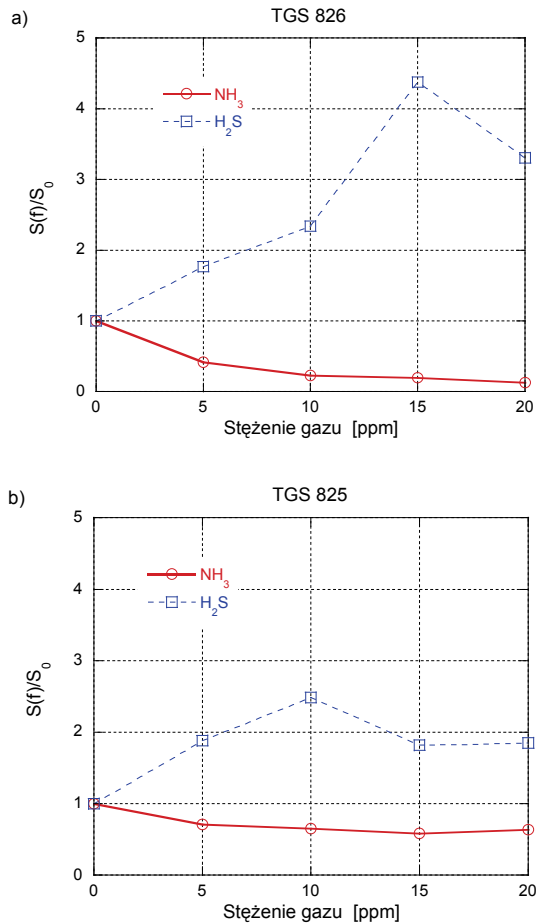 a)
TGS 826
5
4
3
2
1
0
S(f)/S₀
NH₃
H₂S
0 5 10 15 20
Stężenie gazu [ppm]
b)
TGS 825
5
4
3
2
1
0
S(f)/S₀
NH₃
H₂S
0 5 10 15 20
Stężenie gazu [ppm]